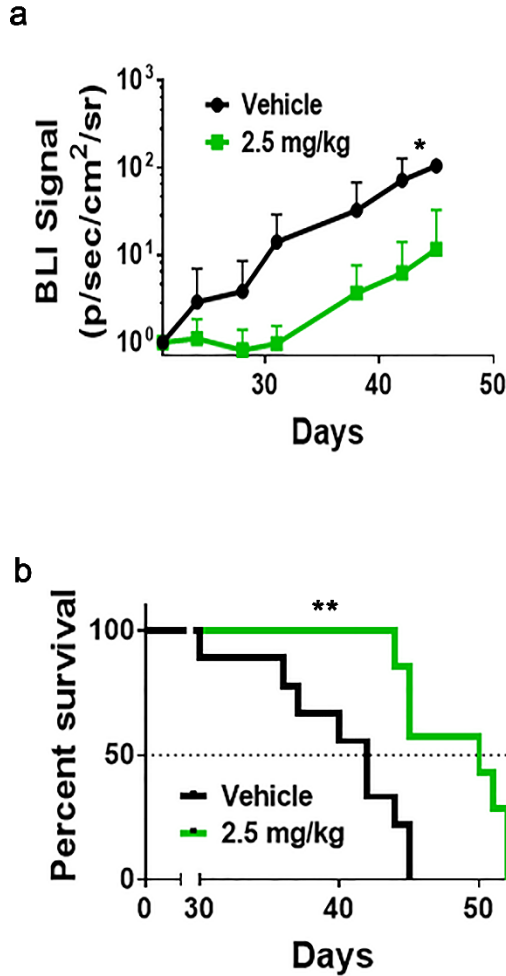 a
BLI Signal
(p/sec/cm²/sr)
10³
10²
10¹
10⁰
Vehicle
2.5 mg/kg
*
30
40
50
Days
b
Percent survival
100
50
0
**
Vehicle
2.5 mg/kg
0
30
40
50
Days